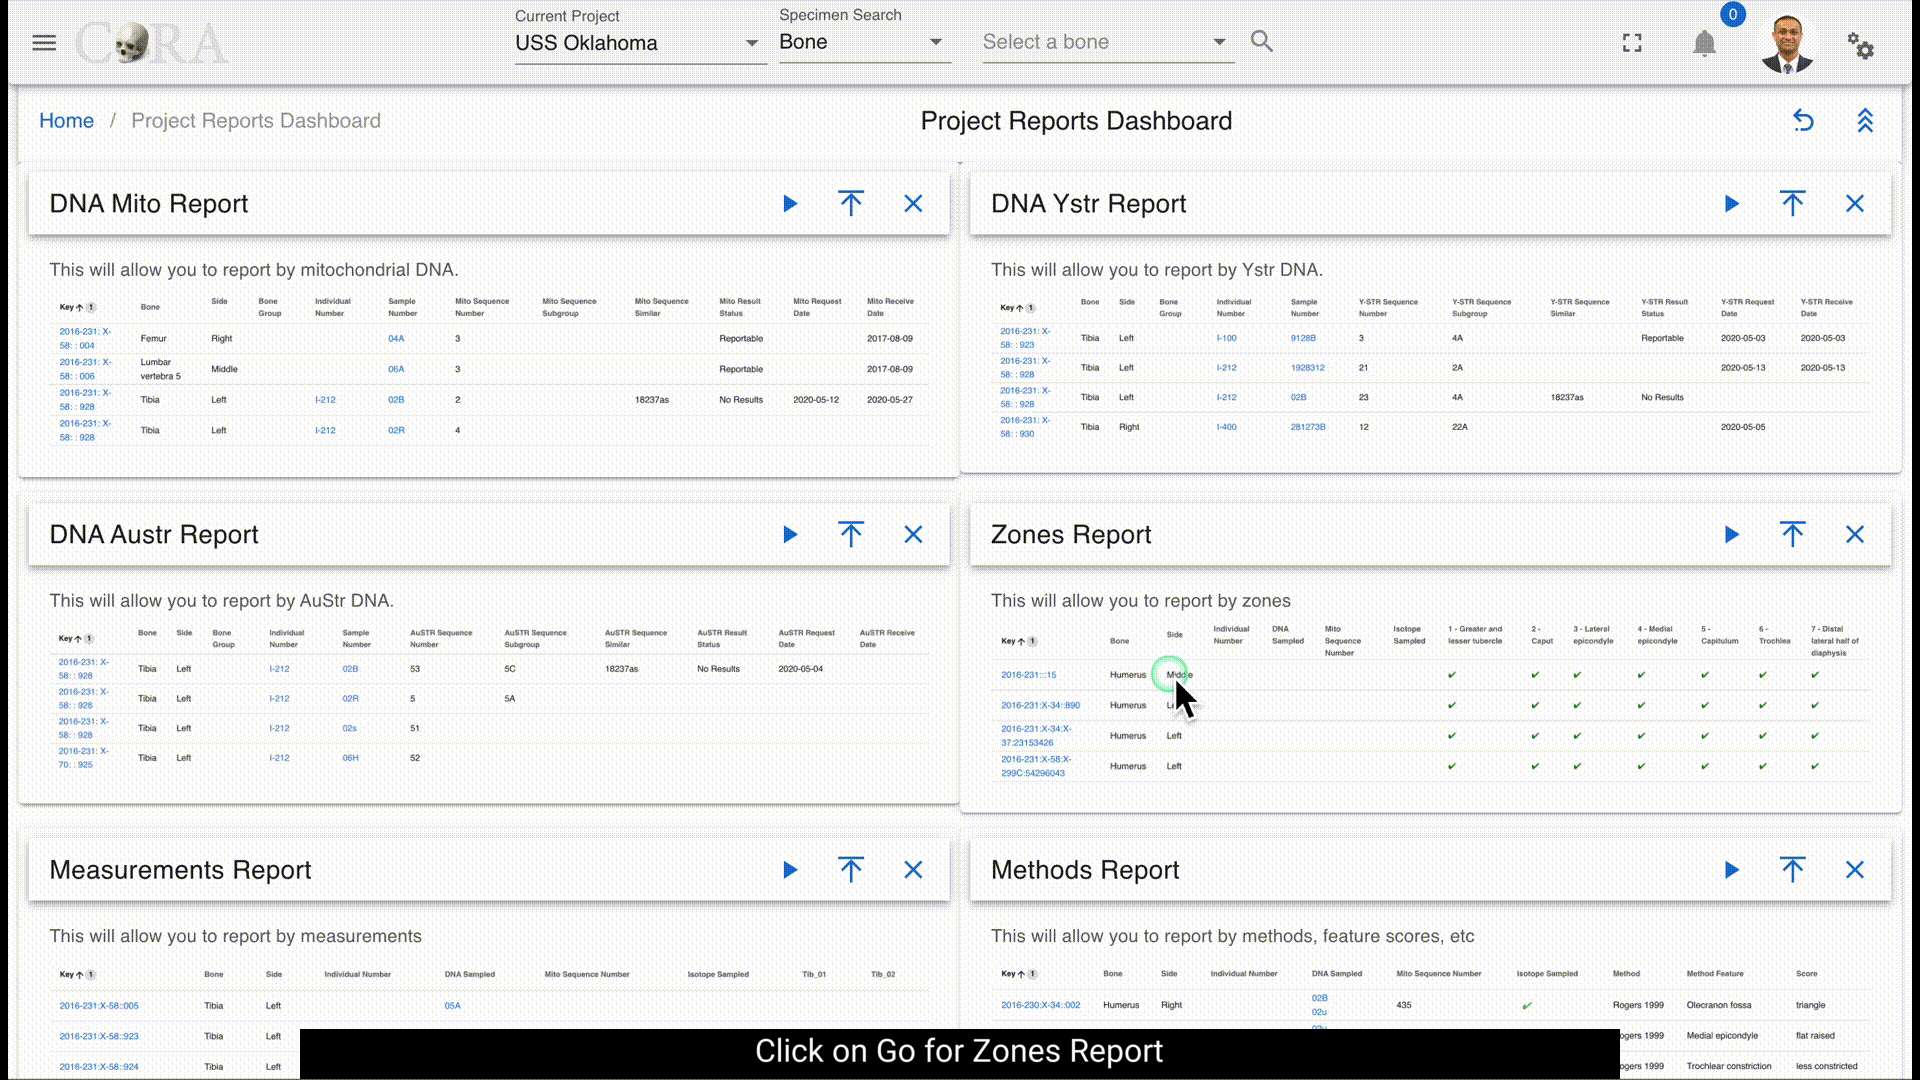 CORA
Current Project
USS Oklahoma
Specimen Search
Bone
Select a bone
0
Home / Project Reports Dashboard
Project Reports Dashboard
DNA Mito Report
This will allow you to report by mitochondrial DNA.
Key 1 Bone Side Bone Group Individual Number Sample Number Mito Sequence Number Mito Sequence Subgroup Mito Sequence Similar Mito Result Status Mito Request Date Mito Receive Date
2016-231: X-58: : 004 Femur Right 04A 3 Reportable 2017-08-09
2016-231: X-58: : 006 Lumbar vertebra 5 Middle 06A 3 Reportable 2017-08-09
2016-231: X-58: : 928 Tibia Left I-212 02B 2 18237as No Results 2020-05-12 2020-05-27
2016-231: X-58: : 928 Tibia Left I-212 02R 4
DNA Ystr Report
This will allow you to report by Ystr DNA.
Key 1 Bone Side Bone Group Individual Number Sample Number Y-STR Sequence Number Y-STR Sequence Subgroup Y-STR Sequence Similar Y-STR Result Status Y-STR Request Date Y-STR Receive Date
2016-231: X-58: : 923 Tibia Left I-100 9128B 3 4A Reportable 2020-05-03 2020-05-03
2016-231: X-58: : 928 Tibia Left I-212 1928312 21 2A 2020-05-13 2020-05-13
2016-231: X-58: : 928 Tibia Left I-212 02B 23 4A 18237as No Results
2016-231: X-58: : 930 Tibia Right I-400 281273B 12 22A 2020-05-05
DNA Austr Report
This will allow you to report by AuStr DNA.
Key 1 Bone Side Bone Group Individual Number Sample Number AuSTR Sequence Number AuSTR Sequence Subgroup AuSTR Sequence Similar AuSTR Result Status AuSTR Request Date AuSTR Receive Date
2016-231: X-58: : 928 Tibia Left I-212 02B 53 5C 18237as No Results 2020-05-04
2016-231: X-58: : 928 Tibia Left I-212 02R 5 5A
2016-231: X-58: : 928 Tibia Left I-212 02s 51
2016-231: X-70: : 925 Tibia Left I-212 06H 52
Zones Report
This will allow you to report by zones
Key 1 Bone Side Individual Number DNA Sampled Mito Sequence Number Isotope Sampled 1 - Greater and lesser tubercle 2 - Caput 3 - Lateral epicondyle 4 - Medial epicondyle 5 - Capitulum 6 - Trochlea 7 - Distal lateral half of diaphysis
2016-231:::15 Humerus Middle ✔ ✔ ✔ ✔ ✔ ✔ ✔
2016-231:X-34::890 Humerus ✔ ✔ ✔ ✔ ✔ ✔ ✔
2016-231:X-34:X-37:23153426 Humerus Left ✔ ✔ ✔ ✔ ✔ ✔ ✔
2016-231:X-58:X-299C:54296043 Humerus Left ✔ ✔ ✔ ✔ ✔ ✔ ✔
Measurements Report
This will allow you to report by measurements
Key 1 Bone Side Individual Number DNA Sampled Mito Sequence Number Isotope Sampled Tib_01 Tib_02
2016-231:X-58::005 Tibia Left 05A
2016-231:X-58::923 Tibia Left
2016-231:X-58::924 Tibia Left
Methods Report
This will allow you to report by methods, feature scores, etc
Key 1 Bone Side Individual Number DNA Sampled Mito Sequence Number Isotope Sampled Method Method Feature Score
2016-230:X-34::002 Humerus Right 02B 02u 435 ✔ Rogers 1999 Olecranon fossa triangle
ogers 1999 Medial epicondyle flat raised
ogers 1999 Trochlear constriction less constricted
Click on Go for Zones Report